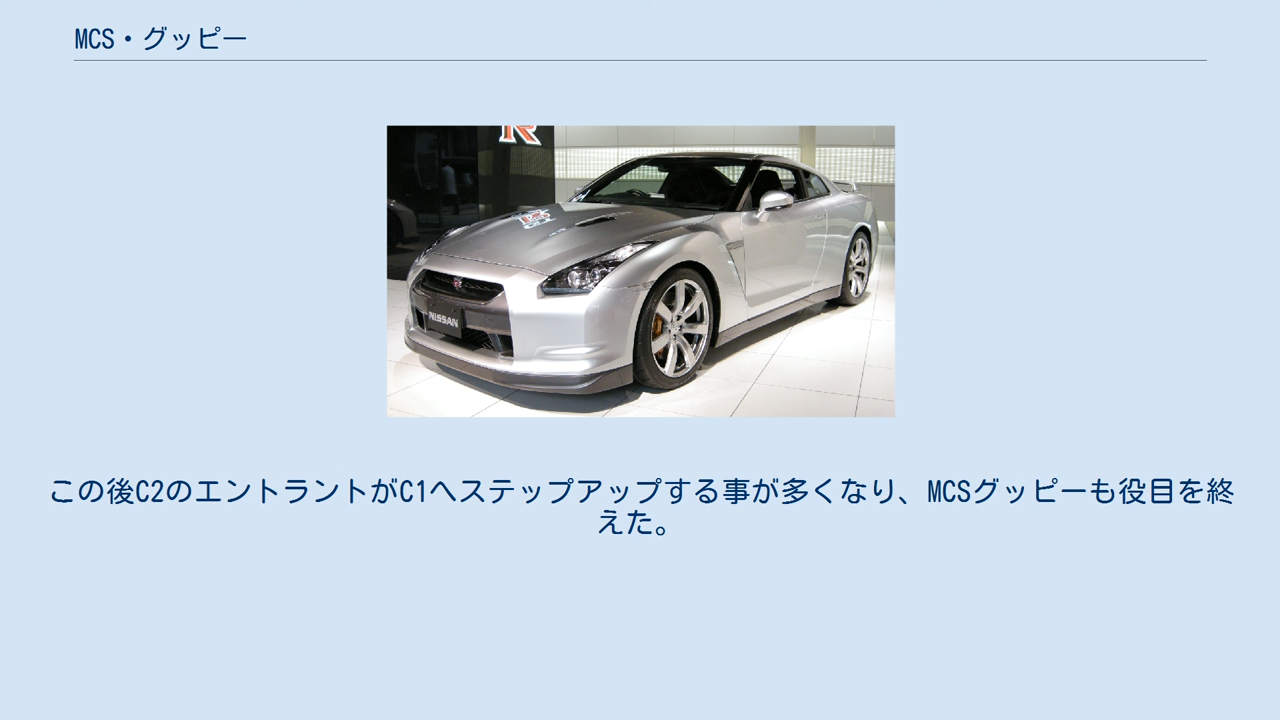 MCS・グッピー
R
NISSAN
この後C2のエントラントがC1へステップアップする事が多くなり、MCSグッピーも役目を終
えた。